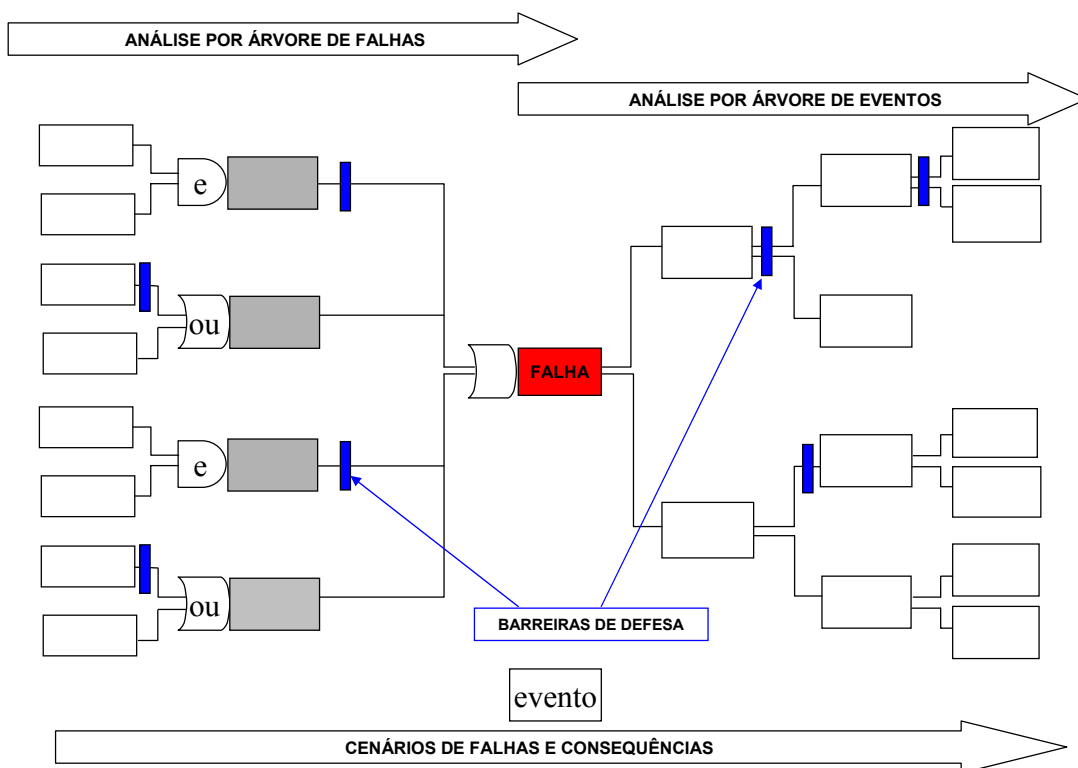 ANÁLISE POR ÁRVORE DE FALHAS
ANÁLISE POR ÁRVORE DE EVENTOS
e
ou
FALHA
e
ou
BARREIRAS DE DEFESA
evento
CENÁRIOS DE FALHAS E CONSEQUÊNCIAS